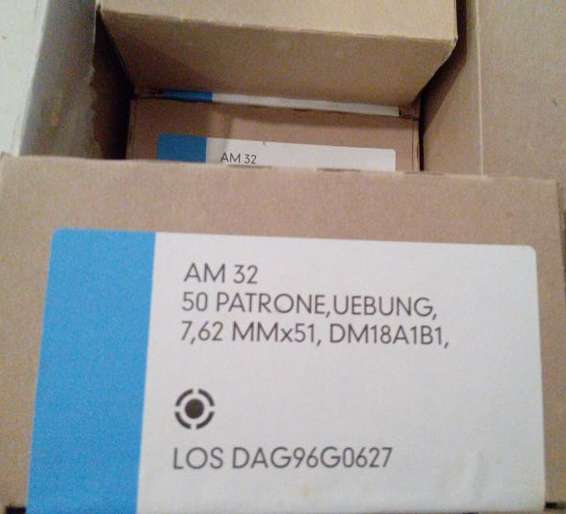 AM 32
AM 32
50 PATRONE,UEBUNG,
7,62 MMx51, DM18A1B1,
LOS DAG96G0627